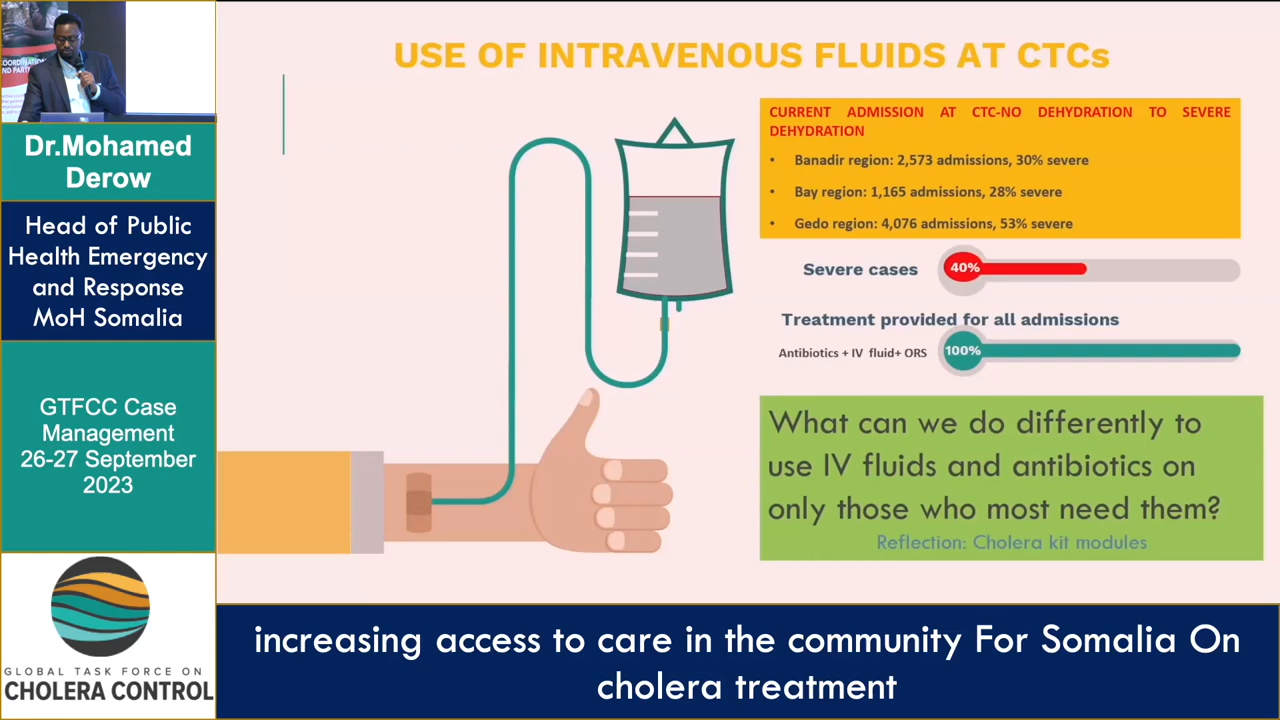 COORDINATION
ND PART
Dr.Mohamed
Derow
Head of Public
Health Emergency
and Response
MoH Somalia
GTFCC Case
Management
26-27 September
2023
GLOBAL TASK FORCE ON
CHOLERA CONTROL
USE OF INTRAVENOUS FLUIDS AT CTCs
CURRENT ADMISSION AT CTC-NO DEHYDRATION TO SEVERE
DEHYDRATION
• Banadir region: 2,573 admissions, 30% severe
• Bay region: 1,165 admissions, 28% severe
• Gedo region: 4,076 admissions, 53% severe
Severe cases 40%
Treatment provided for all admissions
Antibiotics + IV fluid+ ORS 100%
What can we do differently to
use IV fluids and antibiotics on
only those who most need them?
Reflection: Cholera kit modules
increasing access to care in the community For Somalia On
cholera treatment